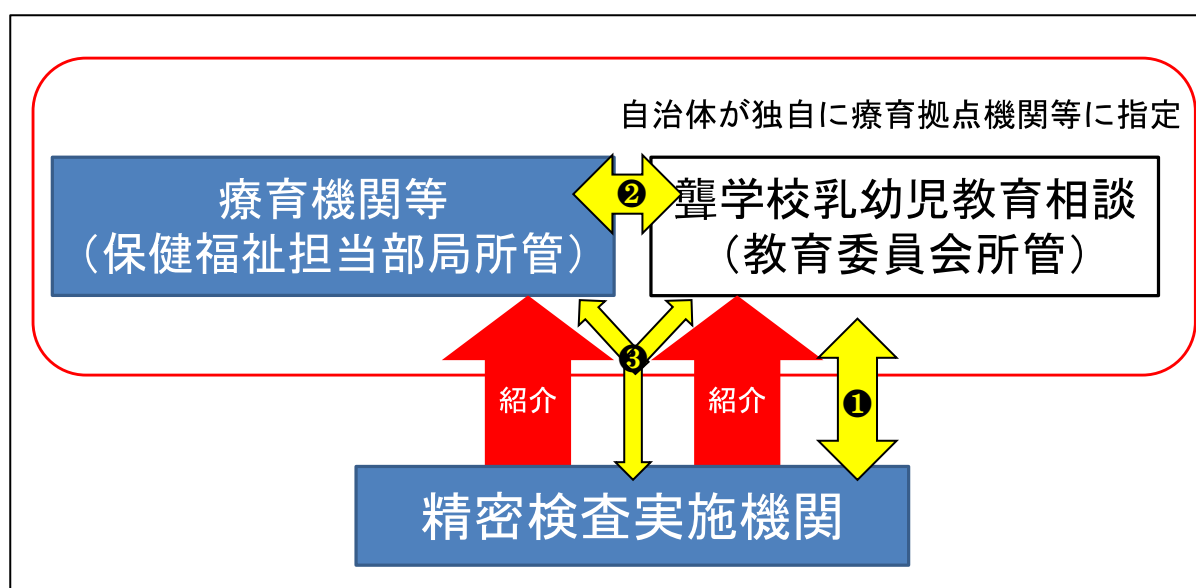 自治体が独自に療育拠点機関等に指定
療育機関等
（保健福祉担当部局所管）
❷
聾学校乳幼児教育相談
（教育委員会所管）
❸
紹介
紹介
❶
精密検査実施機関